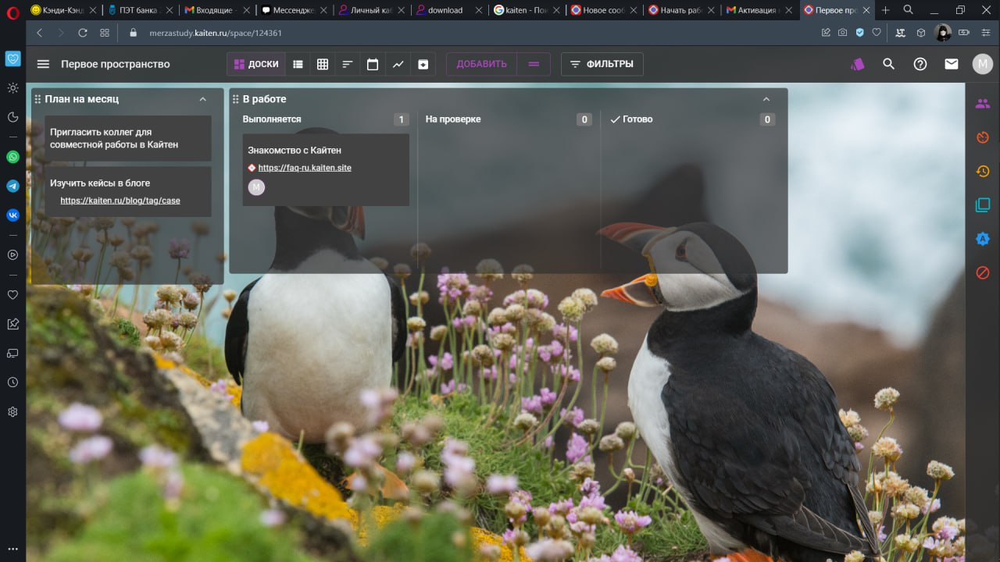 Кэнди-Кэнд
ПЭТ банка
Входящие -
Мессендже
Личный каб
download
kaiten - Пои
Новое сооб
Начать рабо
Активация
Первое про
merzastudy.kaiten.ru/space/124361
Первое пространство
ДОСКИ
ДОБАВИТЬ
ФИЛЬТРЫ
M
План на месяц
Пригласить коллег для
совместной работы в Кайтен
Изучить кейсы в блоге
https://kaiten.ru/blog/tag/case
В работе
Выполняется 1
На проверке 0
Готово 0
Знакомство с Кайтен
https://faq-ru.kaiten.site
M